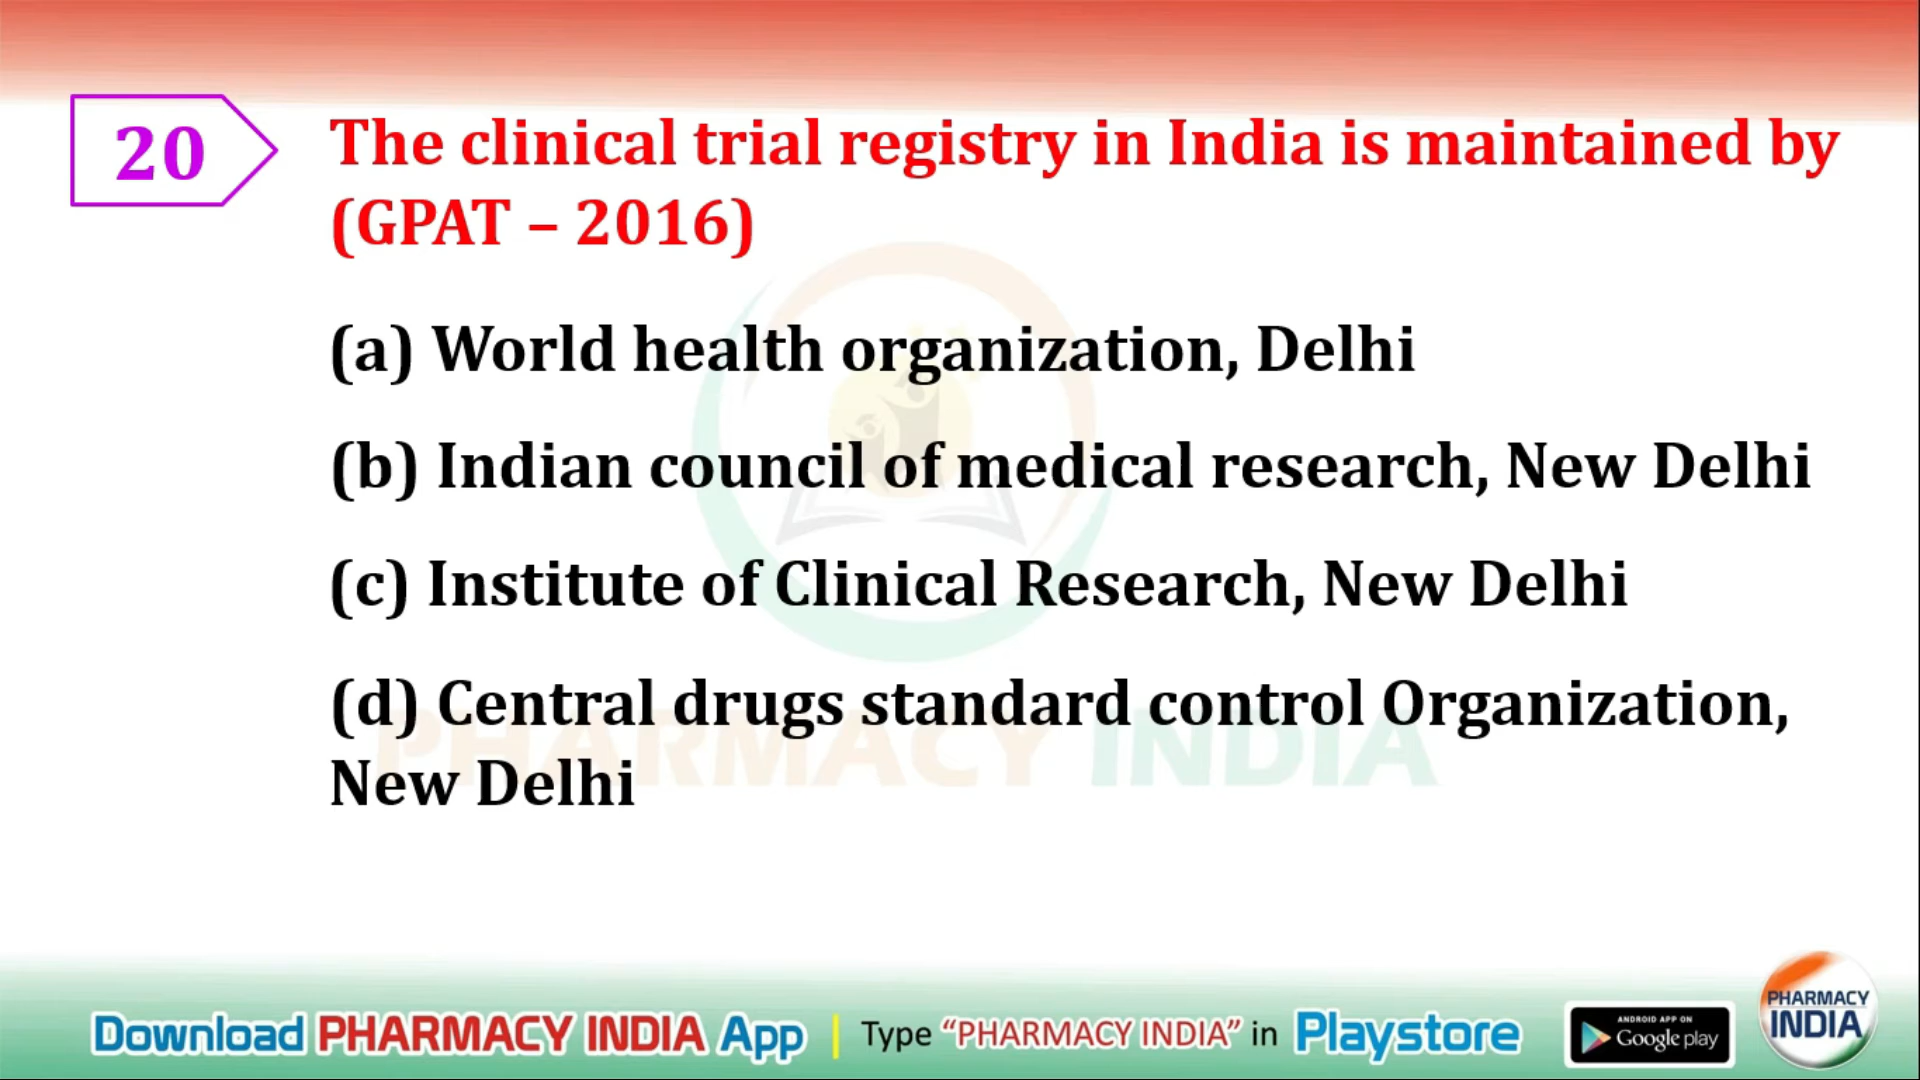 20
The clinical trial registry in India is maintained by
(GPAT – 2016)
(a) World health organization, Delhi
(b) Indian council of medical research, New Delhi
(c) Institute of Clinical Research, New Delhi
(d) Central drugs standard control Organization,
New Delhi
PHARMACY INDIA
Download PHARMACY INDIA App | Type “PHARMACY INDIA” in Playstore
ANDROID APP ON
Google play
PHARMACY
INDIA